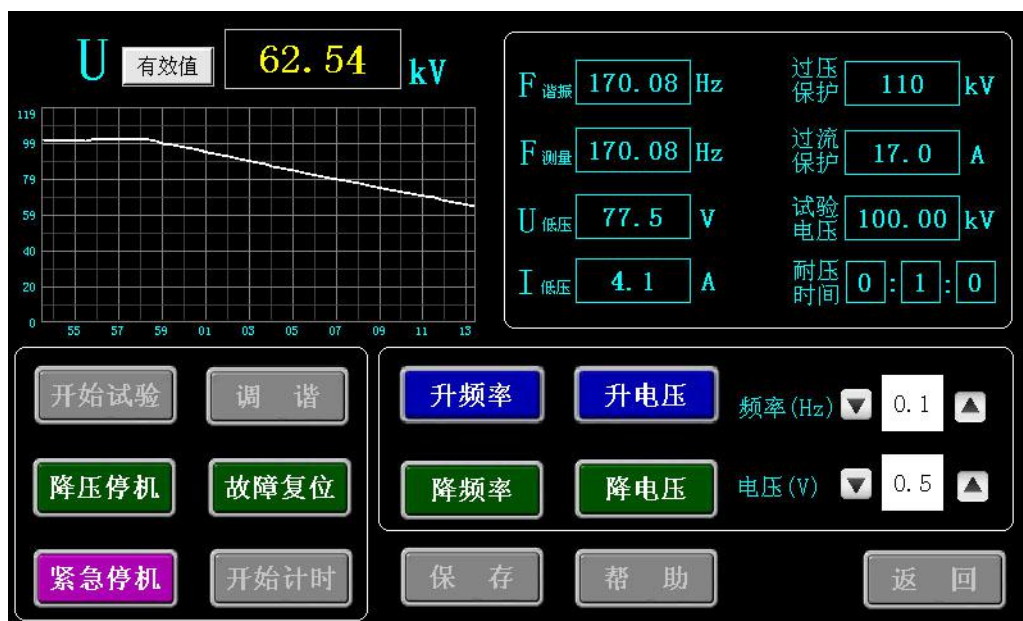 U 有效值 62.54 kV
119
99
79
59
40
20
0
55 57 59 01 03 05 07 09 11 13
F谐振 170.08 Hz
F测量 170.08 Hz
U低压 77.5 V
I低压 4.1 A
过压保护 110 kV
过流保护 17.0 A
试验电压 100.00 kV
耐压时间 0:1:0
开始试验 调谐
降压停机 故障复位
紧急停机 开始计时
升频率 升电压 频率(Hz) 0.1
降频率 降电压 电压(V) 0.5
保存 帮助 返回